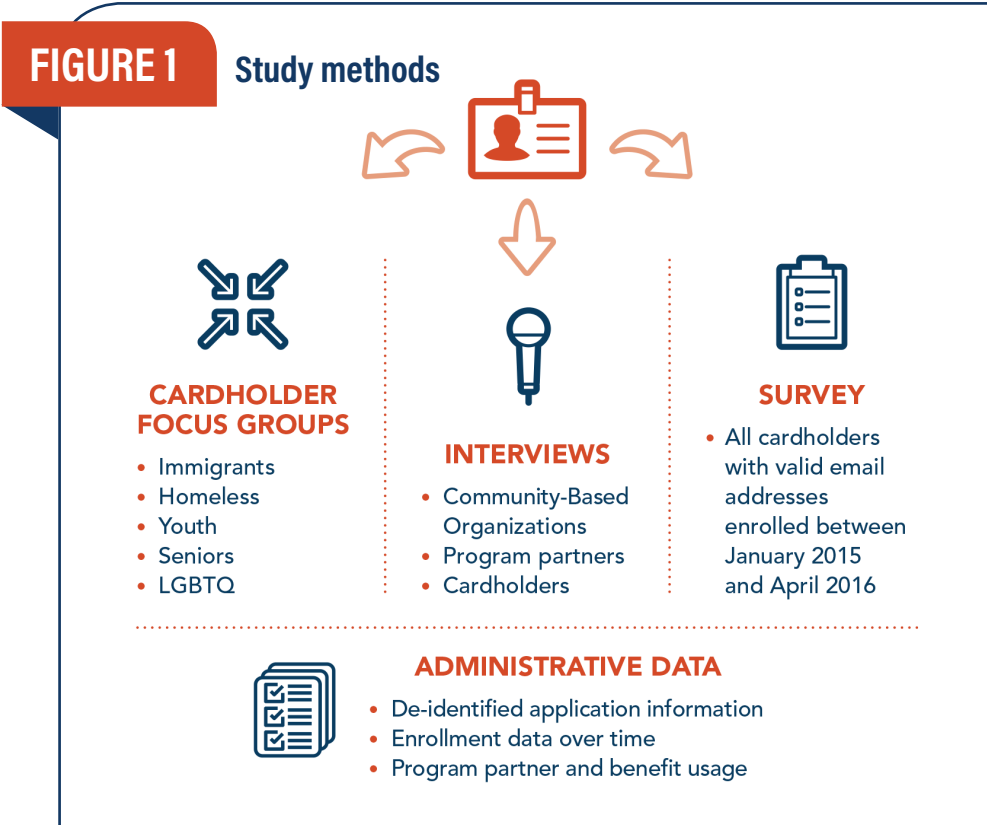 FIGURE 1
Study methods
CARDHOLDER
FOCUS GROUPS
• Immigrants
• Homeless
• Youth
• Seniors
• LGBTQ
INTERVIEWS
• Community-Based
Organizations
• Program partners
• Cardholders
SURVEY
• All cardholders
with valid email
addresses
enrolled between
January 2015
and April 2016
ADMINISTRATIVE DATA
• De-identified application information
• Enrollment data over time
• Program partner and benefit usage